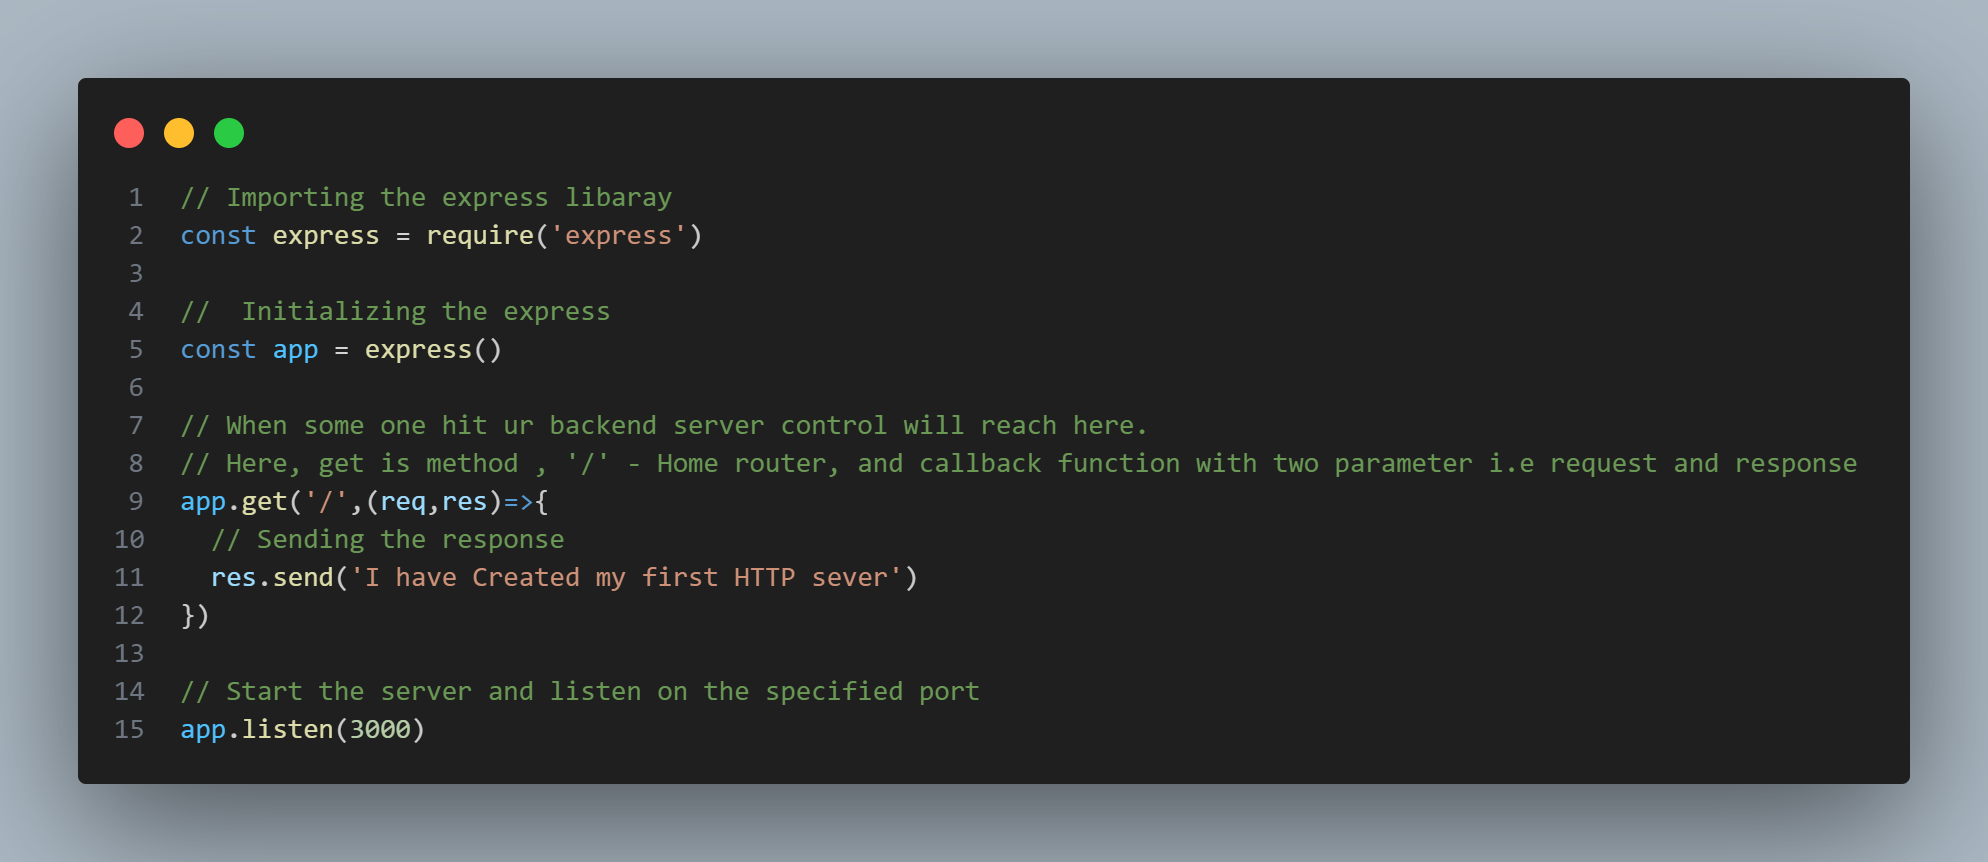 1 // Importing the express libaray
2 const express = require('express')
3
4 //  Initializing the express
5 const app = express()
6
7 // When some one hit ur backend server control will reach here.
8 // Here, get is method , '/' - Home router, and callback function with two parameter i.e request and response
9 app.get('/',(req,res)=>{
10   // Sending the response
11   res.send('I have Created my first HTTP sever')
12 })
13
14 // Start the server and listen on the specified port
15 app.listen(3000)